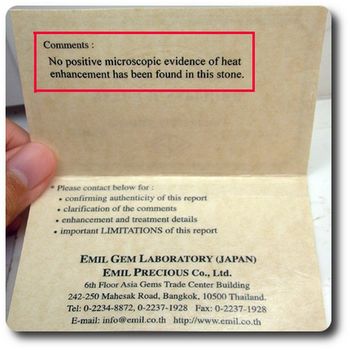 Comments :
No positive microscopic evidence of heat
enhancement has been found in this stone.
* Please contact below for :
• confirming authenticity of this report
• clarification of the comments
• enhancement and treatment details
• important LIMITATIONS of this report
EMIL GEM LABORATORY (JAPAN)
EMIL PRECIOUS CO., Ltd.
6th Floor Asia Gems Trade Center Building
242-250 Mahesak Road, Bangkok, 10500 Thailand.
Tel: 0-2234-8872, 0-2237-1928 Fax: 0-2237-1928
E-mail: info@emil.co.th http://www.emil.co.th